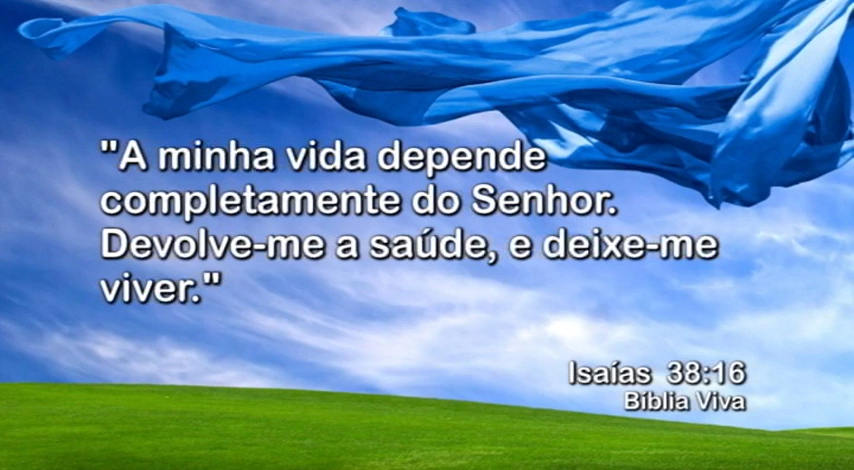 "A minha vida depende
completamente do Senhor.
Devolve-me a saúde, e deixe-me
viver."
Isaías 38:16
Bíblia Viva